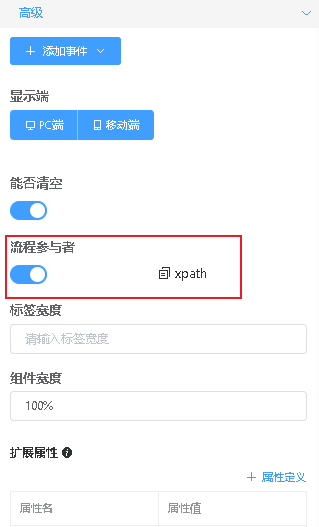 高级
+ 添加事件
显示端
PC端 移动端
能否清空
流程参与者
xpath
标签宽度
请输入标签宽度
组件宽度
100%
扩展属性
+ 属性定义
属性名 属性值